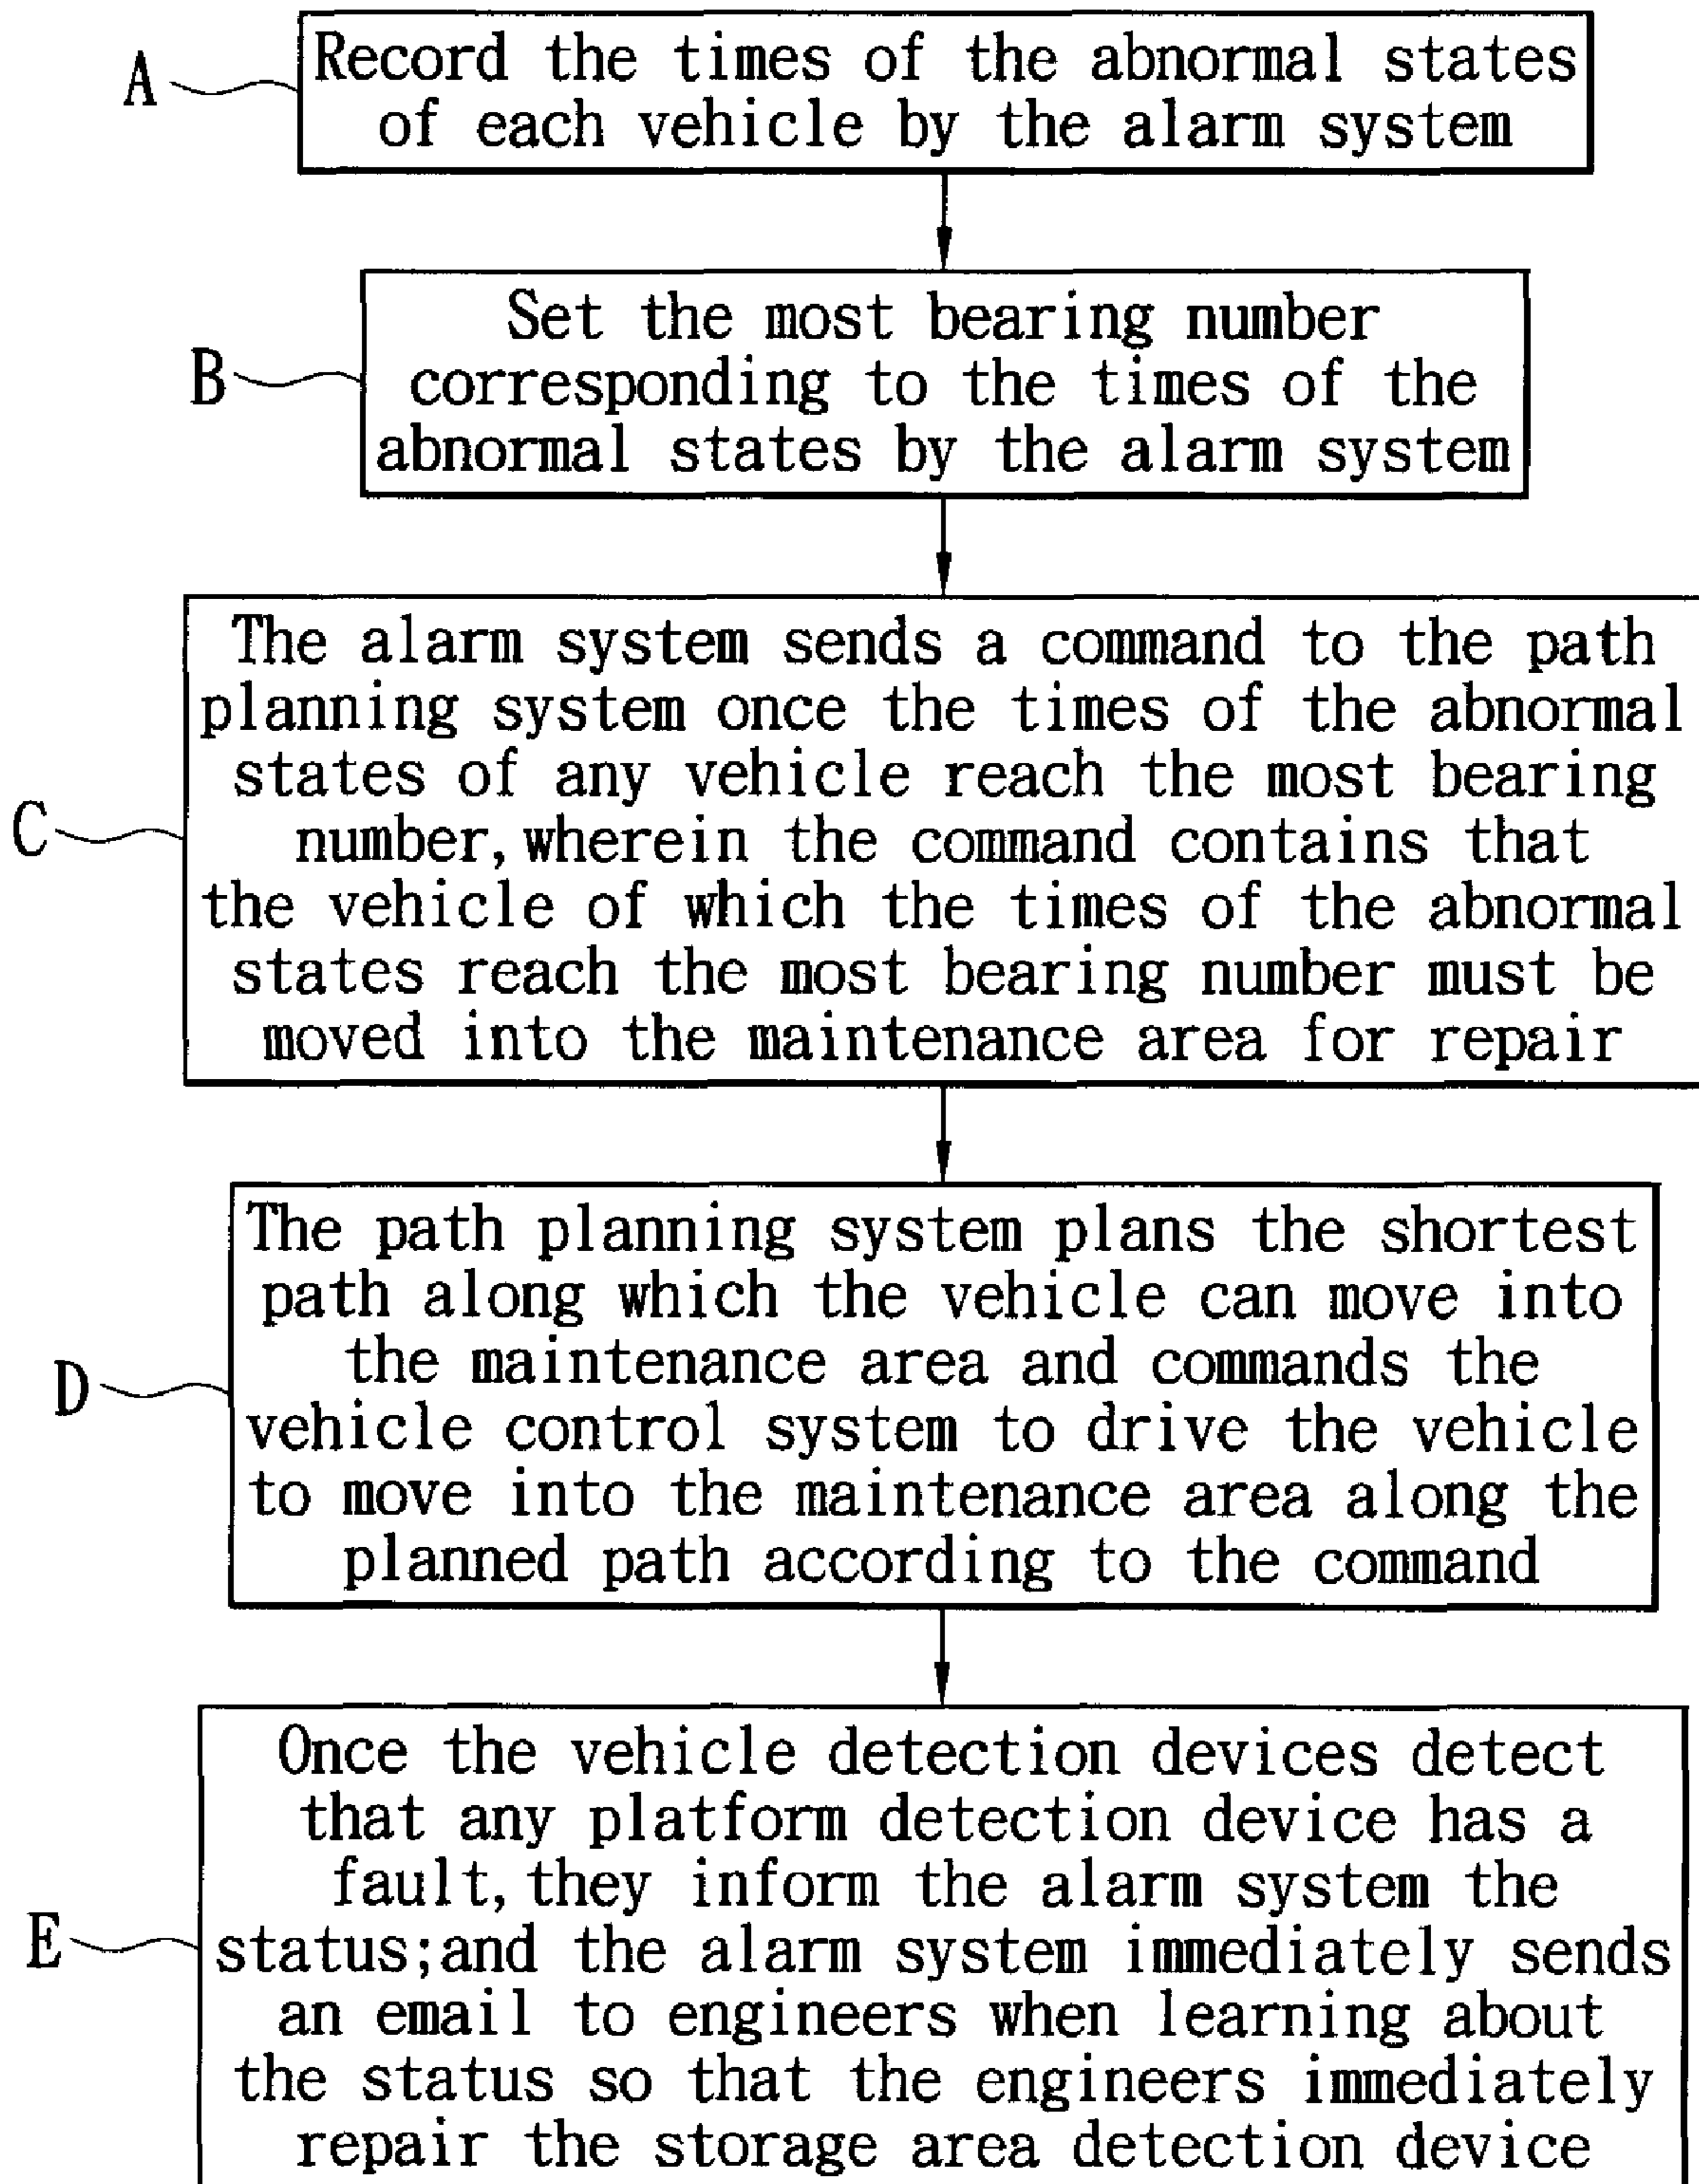 A
Record the times of the abnormal states
of each vehicle by the alarm system
B
Set the most bearing number
corresponding to the times of the
abnormal states by the alarm system
C
The alarm system sends a command to the path
planning system once the times of the abnormal
states of any vehicle reach the most bearing
number, wherein the command contains that
the vehicle of which the times of the abnormal
states reach the most bearing number must be
moved into the maintenance area for repair
D
The path planning system plans the shortest
path along which the vehicle can move into
the maintenance area and commands the
vehicle control system to drive the vehicle
to move into the maintenance area along the
planned path according to the command
E
Once the vehicle detection devices detect
that any platform detection device has a
fault, they inform the alarm system the
status;and the alarm system immediately sends
an email to engineers when learning about
the status so that the engineers immediately
repair the storage area detection device